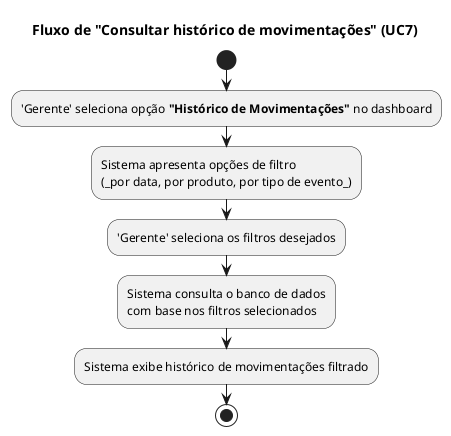 Fluxo de "Consultar histórico de movimentações" (UC7)
'Gerente' seleciona opção "Histórico de Movimentações" no dashboard
Sistema apresenta opções de filtro
(_por data, por produto, por tipo de evento_)
'Gerente' seleciona os filtros desejados
Sistema consulta o banco de dados
com base nos filtros selecionados
Sistema exibe histórico de movimentações filtrado